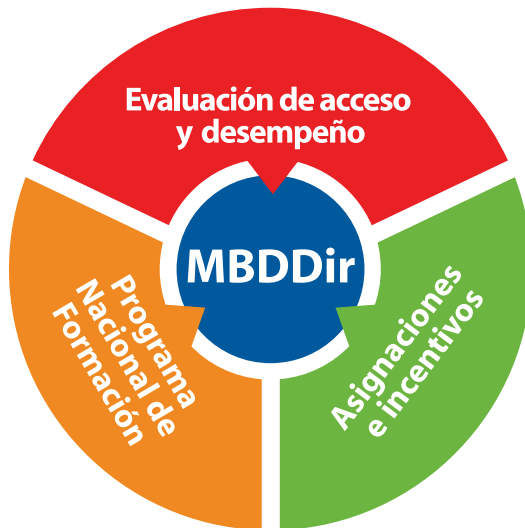 Evaluación de acceso
y desempeño
MBDDir
Programa
Nacional de
Formación
Asignaciones
e incentivos